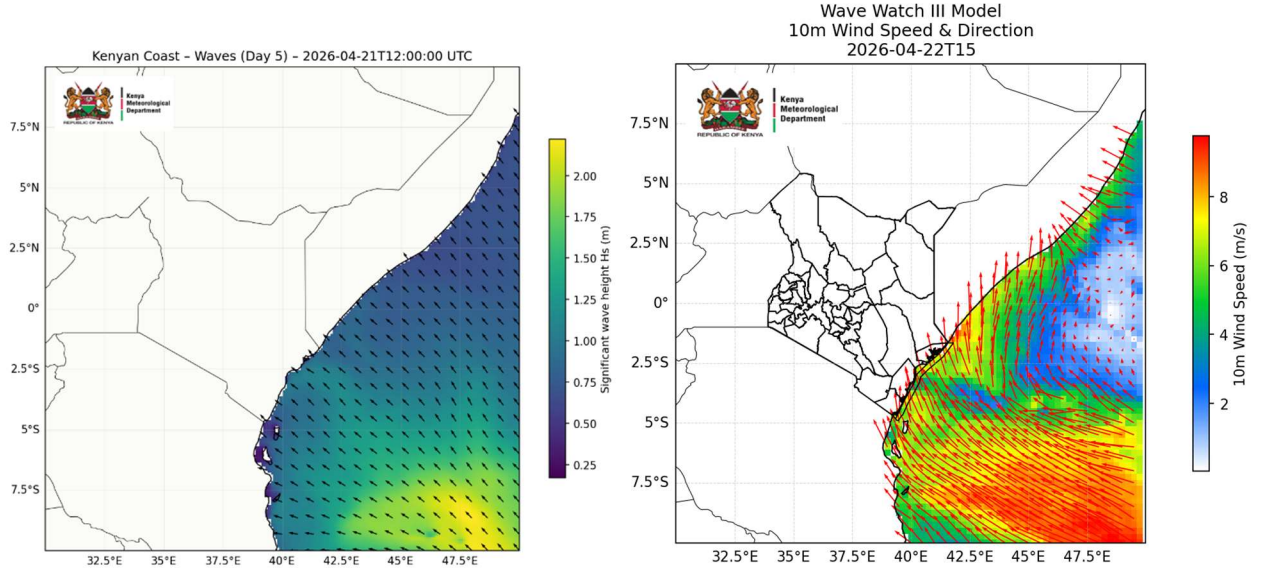 Kenyan Coast – Waves (Day 5) – 2026-04-21T12:00:00 UTC
Kenya
Meteorological
Department
REPUBLIC OF KENYA
7.5°N
5°N
2.5°N
0°
2.5°S
5°S
7.5°S
32.5°E 35°E 37.5°E 40°E 42.5°E 45°E 47.5°E
2.00
1.75
1.50
1.25
1.00
0.75
0.50
0.25
Significant wave height Hs (m)
Wave Watch III Model
10m Wind Speed & Direction
2026-04-22T15
Kenya
Meteorological
Department
REPUBLIC OF KENYA
7.5°N
5°N
2.5°N
0°
2.5°S
5°S
7.5°S
32.5°E 35°E 37.5°E 40°E 42.5°E 45°E 47.5°E
8
6
4
2
10m Wind Speed (m/s)